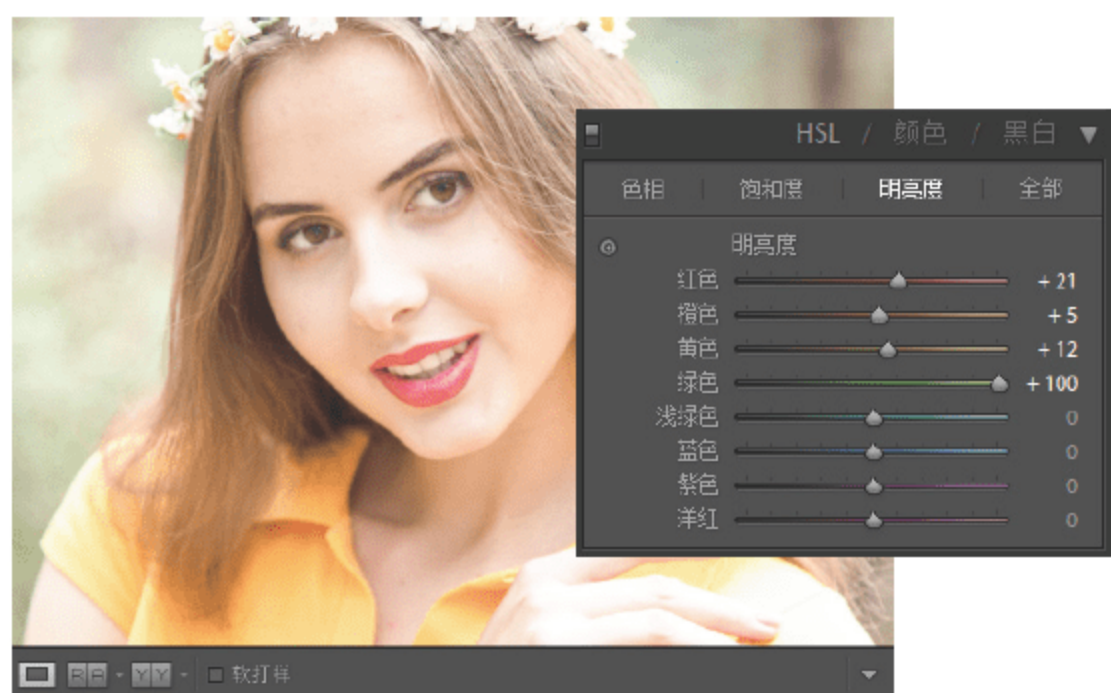 HSL / 颜色 / 黑白
色相 | 饱和度 | 明亮度 | 全部
明亮度
红色 +21
橙色 +5
黄色 +12
绿色 +100
浅绿色 0
蓝色 0
紫色 0
洋红 0
RA YY 软打样